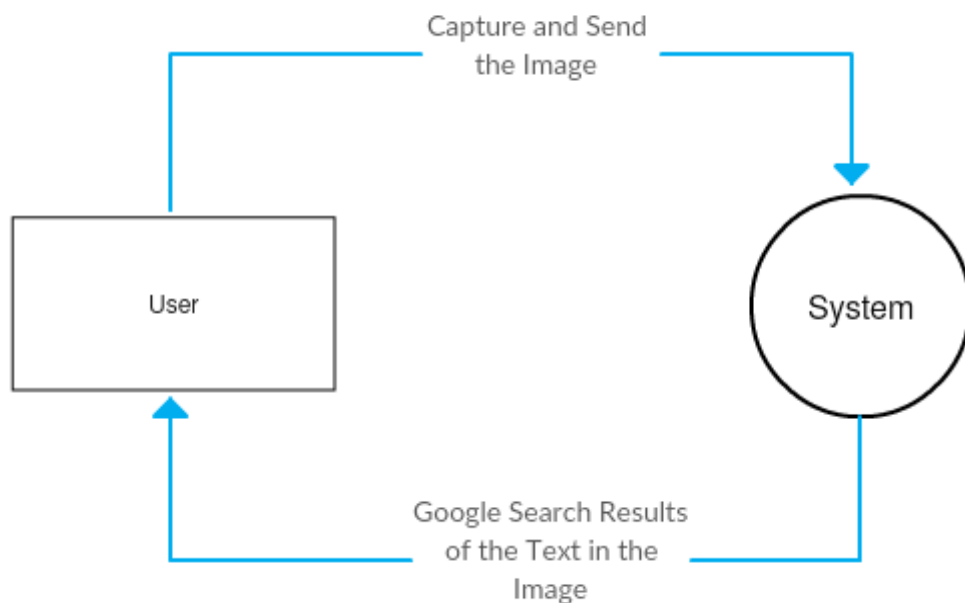 Capture and Send
the Image
User
System
Google Search Results
of the Text in the
Image